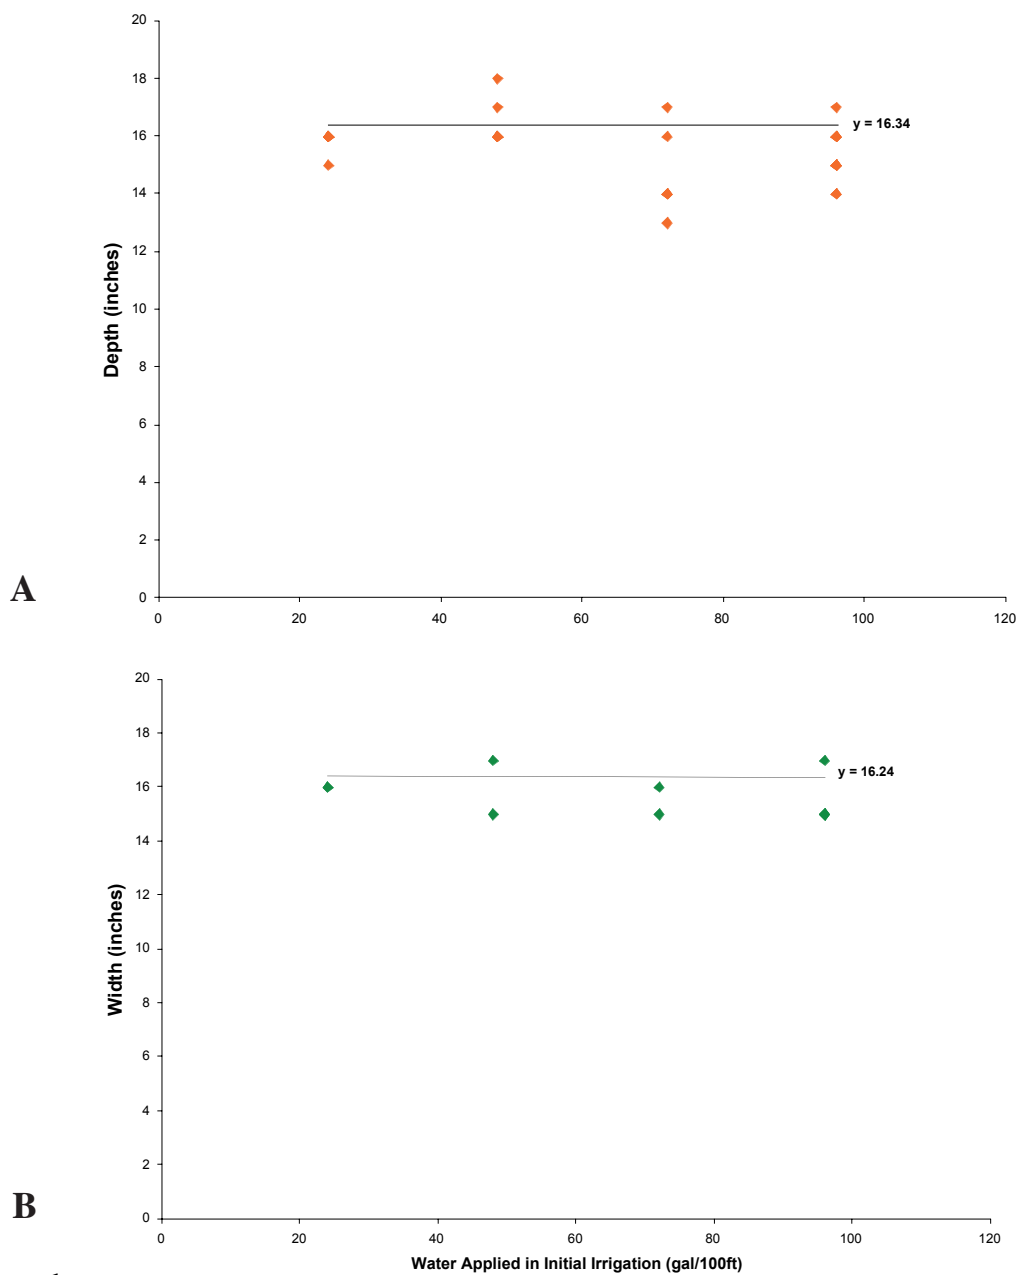 20
18
16
14
12
10
8
6
4
2
0
Depth (inches)
y = 16.34
A
0 20 40 60 80 100 120
20
18
16
14
12
10
8
6
4
2
0
Width (inches)
y = 16.24
B
0 20 40 60 80 100 120
Water Applied in Initial Irrigation (gal/100ft)